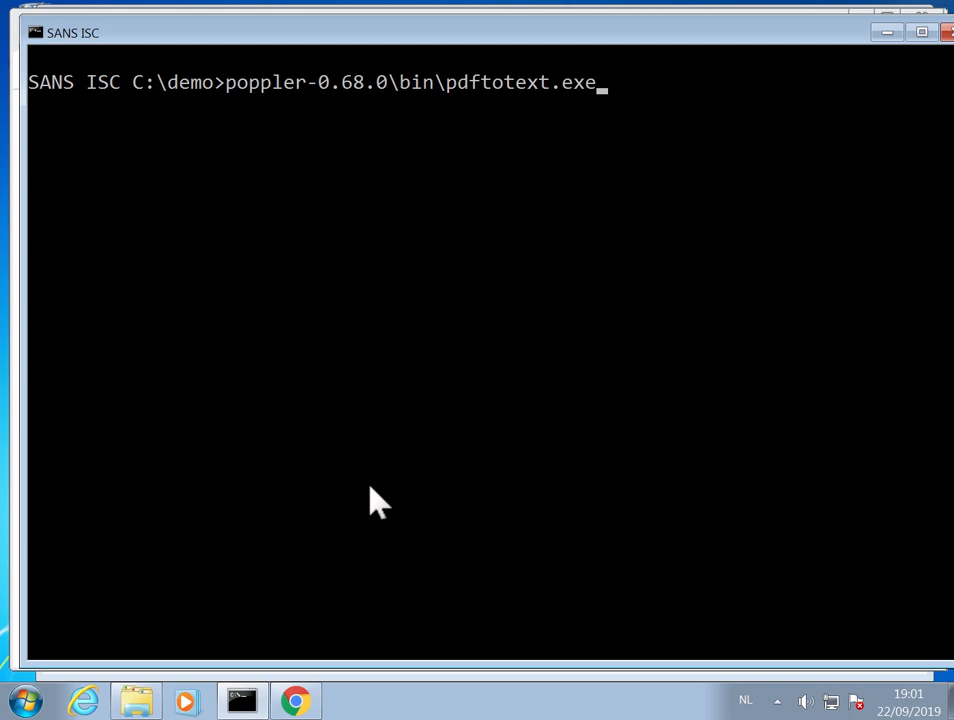 SANS ISC
SANS ISC C:\demo>poppler-0.68.0\bin\pdftotext.exe
NL
19:01
22/09/2019